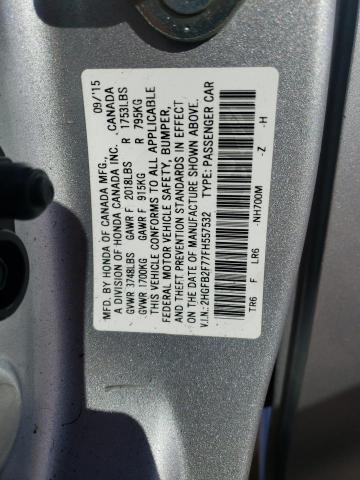 MFD. BY HONDA OF CANADA MFG., 09/'15
A DIVISION OF HONDA CANADA INC. ,CANADA
GVWR 3748LBS GAWR F 2018LBS R 1753LBS
GVWR 1700KG GAWR F 915KG R 795KG
THIS VEHICLE CONFORMS TO ALL APPLICABLE
FEDERAL MOTOR VEHICLE SAFETY, BUMPER,
AND THEFT PREVENTION STANDARDS IN EFFECT
ON THE DATE OF MANUFACTURE SHOWN ABOVE.
V.I.N.: 2HGFB2F77FH557532 TYPE: PASSENGER CAR
TR6 F LR6 -NH700M -Z -H